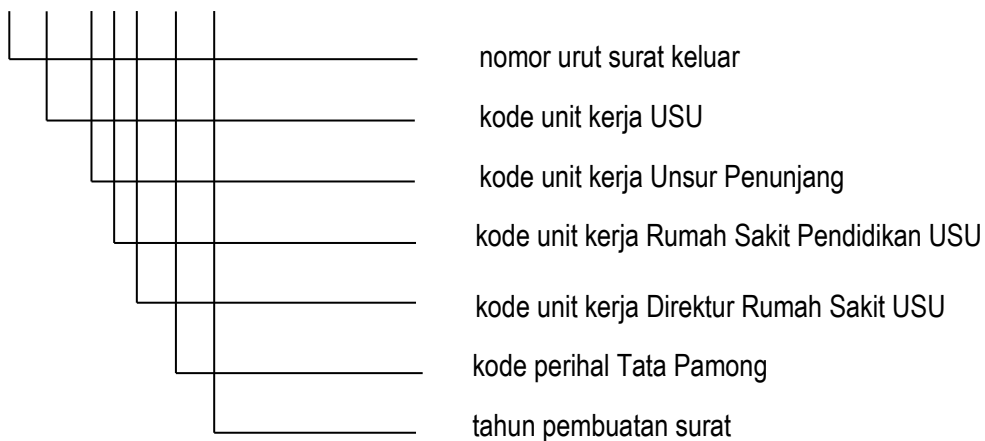 nomor urut surat keluar
kode unit kerja USU
kode unit kerja Unsur Penunjang
kode unit kerja Rumah Sakit Pendidikan USU
kode unit kerja Direktur Rumah Sakit USU
kode perihal Tata Pamong
tahun pembuatan surat